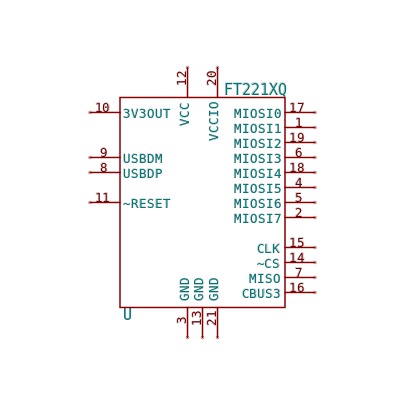 12
20
FT221XQ
VCC
VCCIO
10
3V3OUT
MIOSI0
17
MIOSI1
1
MIOSI2
19
9
USBDM
MIOSI3
6
8
USBDP
MIOSI4
18
MIOSI5
4
11
~RESET
MIOSI6
5
MIOSI7
2
CLK
15
~CS
14
MISO
7
CBUS3
16
GND
GND
GND
U
3
13
21